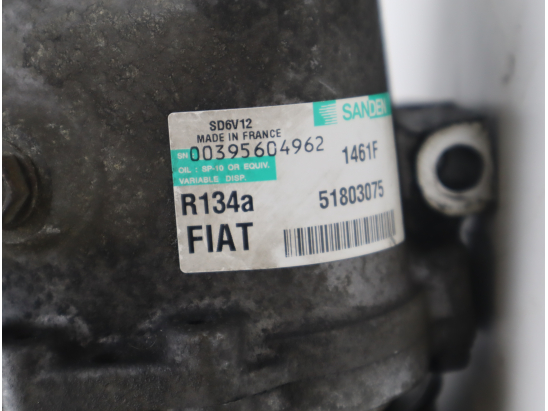 SANDEN
SD6V12
MADE IN FRANCE
SN 00395604962 1461F
OIL : SP-10 OR EQUIV.
VARIABLE DISP.
R134a 51803075
FIAT